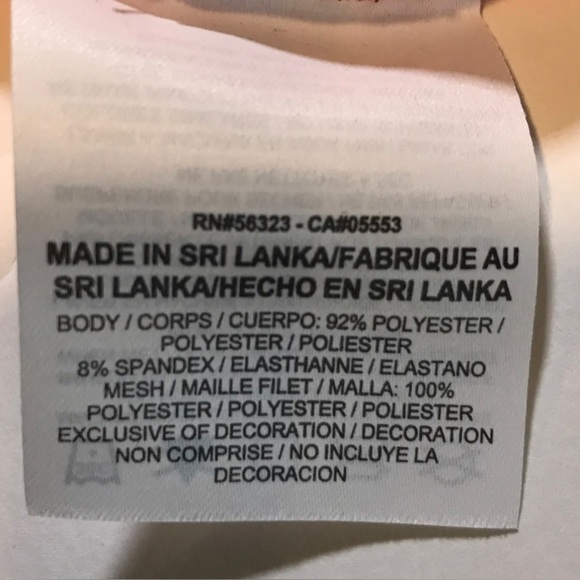 RN#56323 - CA#05553
MADE IN SRI LANKA/FABRIQUE AU
SRI LANKA/HECHO EN SRI LANKA
BODY / CORPS / CUERPO: 92% POLYESTER /
POLYESTER / POLIESTER
8% SPANDEX / ELASTHANNE / ELASTANO
MESH / MAILLE FILET / MALLA: 100%
POLYESTER / POLYESTER / POLIESTER
EXCLUSIVE OF DECORATION / DECORATION
NON COMPRISE / NO INCLUYE LA
DECORACION